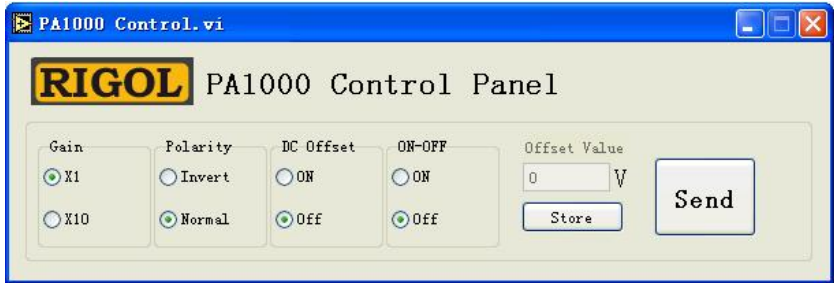 PA1000 Control.vi
RIGOL PA1000 Control Panel
Gain Polarity DC Offset ON-OFF Offset Value
X1 Invert ON ON 0 V
X10 Normal Off Off Store
Send